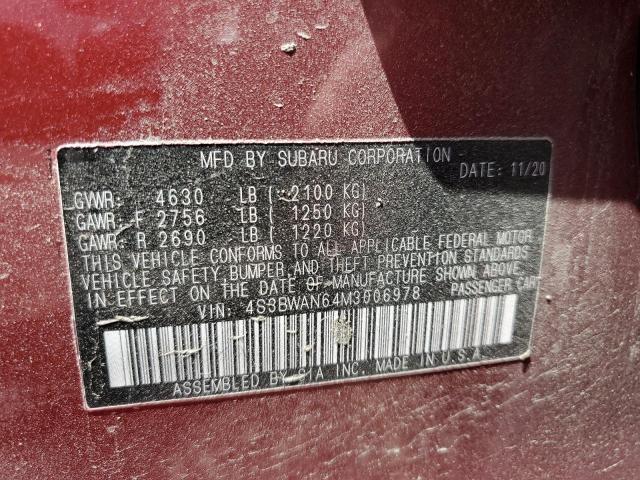 MFD BY SUBARU CORPORATION
DATE: 11/20
GVWR: 4630 LB ( 2100 KG)
GAWR: F 2756 LB ( 1250 KG)
GAWR: R 2690 LB ( 1220 KG)
THIS VEHICLE CONFORMS TO ALL APPLICABLE FEDERAL MOTOR
VEHICLE SAFETY, BUMPER, AND THEFT PREVENTION STANDARDS
IN EFFECT ON THE DATE OF MANUFACTURE SHOWN ABOVE.
VIN: 4S3BWAN64M3006978 PASSENGER CAR
ASSEMBLED BY SIA INC. MADE IN U.S.A